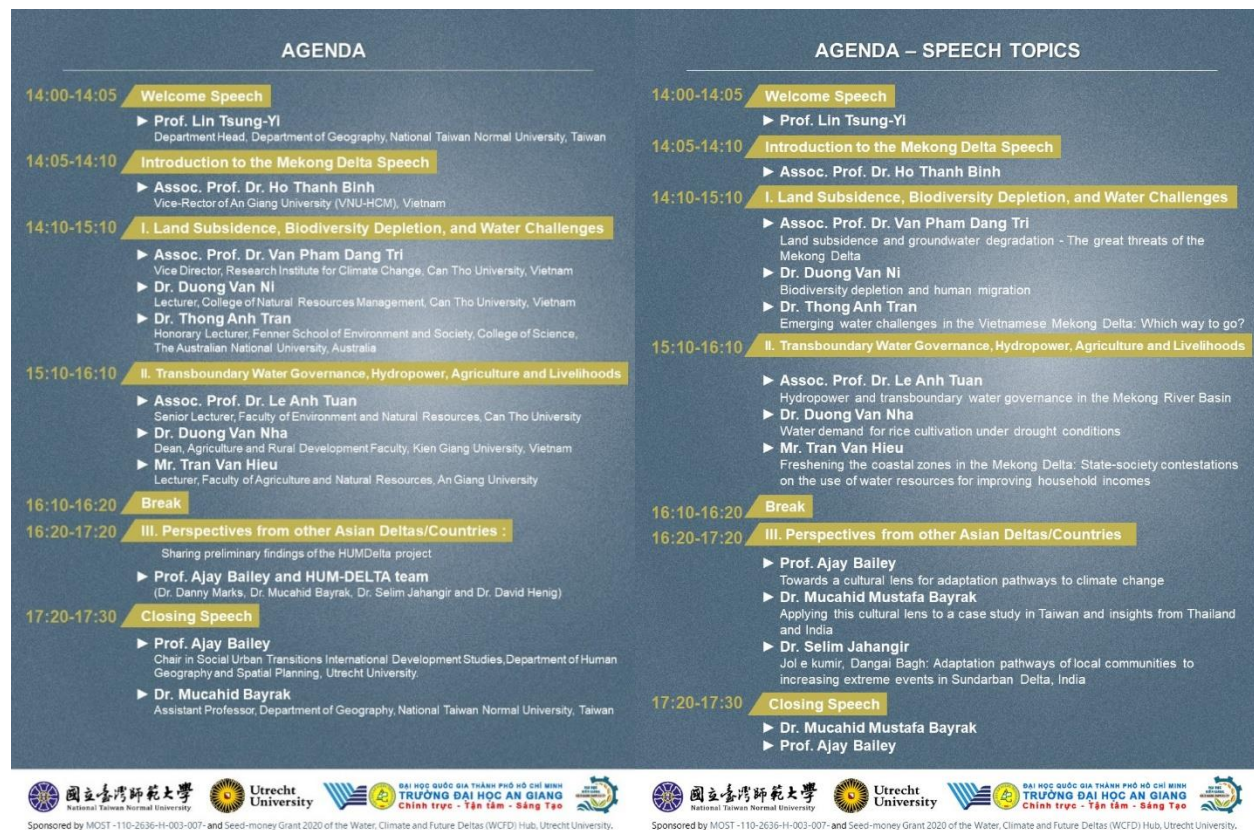 AGENDA
14:00-14:05 Welcome Speech
► Prof. Lin Tsung-Yi
Department Head, Department of Geography, National Taiwan Normal University, Taiwan
14:05-14:10 Introduction to the Mekong Delta Speech
► Assoc. Prof. Dr. Ho Thanh Binh
Vice-Rector of An Giang University (VNU-HCM), Vietnam
14:10-15:10 I. Land Subsidence, Biodiversity Depletion, and Water Challenges
► Assoc. Prof. Dr. Van Pham Dang Tri
Vice Director, Research Institute for Climate Change, Can Tho University, Vietnam
► Dr. Duong Van Ni
Lecturer, College of Natural Resources Management, Can Tho University, Vietnam
► Dr. Thong Anh Tran
Honorary Lecturer, Fenner School of Environment and Society, College of Science,
The Australian National University, Australia
15:10-16:10 II. Transboundary Water Governance, Hydropower, Agriculture and Livelihoods
► Assoc. Prof. Dr. Le Anh Tuan
Senior Lecturer, Faculty of Environment and Natural Resources, Can Tho University
► Dr. Duong Van Nha
Dean, Agriculture and Rural Development Faculty, Kien Giang University, Vietnam
► Mr. Tran Van Hieu
Lecturer, Faculty of Agriculture and Natural Resources, An Giang University
16:10-16:20 Break
16:20-17:20 III. Perspectives from other Asian Deltas/Countries :
Sharing preliminary findings of the HUMDelta project
► Prof. Ajay Bailey and HUM-DELTA team
(Dr. Danny Marks, Dr. Mucahid Bayrak, Dr. Selim Jahangir and Dr. David Henig)
17:20-17:30 Closing Speech
► Prof. Ajay Bailey
Chair in Social Urban Transitions International Development Studies,Department of Human
Geography and Spatial Planning, Utrecht University.
► Dr. Mucahid Bayrak
Assistant Professor, Department of Geography, National Taiwan Normal University, Taiwan
國立臺灣師範大學
National Taiwan Normal University
Utrecht
University
ĐẠI HỌC QUỐC GIA THÀNH PHỐ HỒ CHÍ MINH
TRƯỜNG ĐẠI HỌC AN GIANG
Chính trực - Tận tâm - Sáng Tạo
Sponsored by MOST -110-2636-H-003-007- and Seed-money Grant 2020 of the Water, Climate and Future Deltas (WCFD) Hub, Utrecht University.
AGENDA – SPEECH TOPICS
14:00-14:05 Welcome Speech
► Prof. Lin Tsung-Yi
14:05-14:10 Introduction to the Mekong Delta Speech
► Assoc. Prof. Dr. Ho Thanh Binh
14:10-15:10 I. Land Subsidence, Biodiversity Depletion, and Water Challenges
► Assoc. Prof. Dr. Van Pham Dang Tri
Land subsidence and groundwater degradation - The great threats of the
Mekong Delta
► Dr. Duong Van Ni
Biodiversity depletion and human migration
► Dr. Thong Anh Tran
Emerging water challenges in the Vietnamese Mekong Delta: Which way to go?
15:10-16:10 II. Transboundary Water Governance, Hydropower, Agriculture and Livelihoods
► Assoc. Prof. Dr. Le Anh Tuan
Hydropower and transboundary water governance in the Mekong River Basin
► Dr. Duong Van Nha
Water demand for rice cultivation under drought conditions
► Mr. Tran Van Hieu
Freshening the coastal zones in the Mekong Delta: State-society contestations
on the use of water resources for improving household incomes
16:10-16:20 Break
16:20-17:20 III. Perspectives from other Asian Deltas/Countries
► Prof. Ajay Bailey
Towards a cultural lens for adaptation pathways to climate change
► Dr. Mucahid Mustafa Bayrak
Applying this cultural lens to a case study in Taiwan and insights from Thailand
and India
► Dr. Selim Jahangir
Jol e kumir, Dangai Bagh: Adaptation pathways of local communities to
increasing extreme events in Sundarban Delta, India
17:20-17:30 Closing Speech
► Dr. Mucahid Mustafa Bayrak
► Prof. Ajay Bailey
國立臺灣師範大學
National Taiwan Normal University
Utrecht
University
ĐẠI HỌC QUỐC GIA THÀNH PHỐ HỒ CHÍ MINH
TRƯỜNG ĐẠI HỌC AN GIANG
Chính trực - Tận tâm - Sáng Tạo
Sponsored by MOST -110-2636-H-003-007- and Seed-money Grant 2020 of the Water, Climate and Future Deltas (WCFD) Hub, Utrecht University.